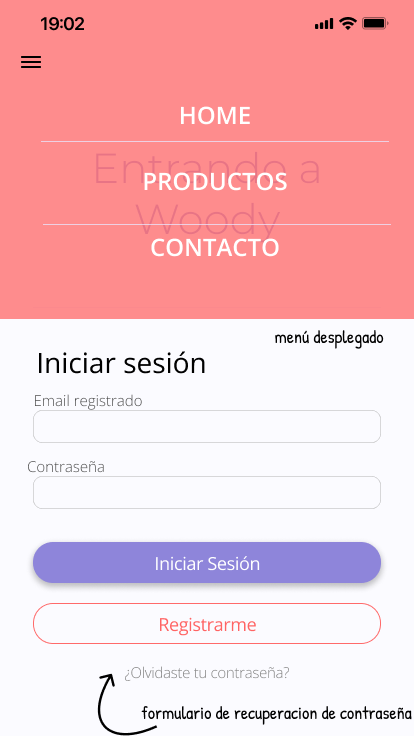 19:02
HOME
Entrando a
PRODUCTOS
Woody
CONTACTO
menú desplegado
Iniciar sesión
Email registrado
Contraseña
Iniciar Sesión
Registrarme
¿Olvidaste tu contraseña?
formulario de recuperacion de contraseña